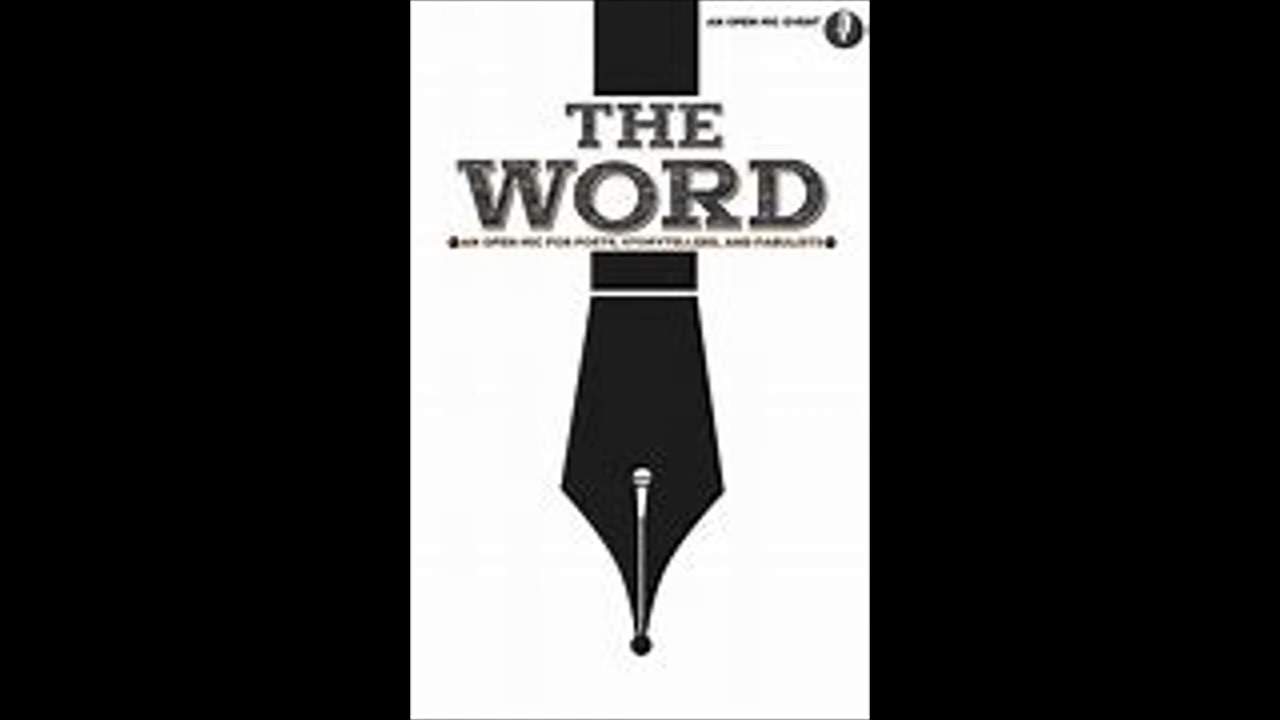 AN OPEN MIC EVENT
THE
WORD
AN OPEN MIC FOR POETS, STORYTELLERS, AND FABULISTS